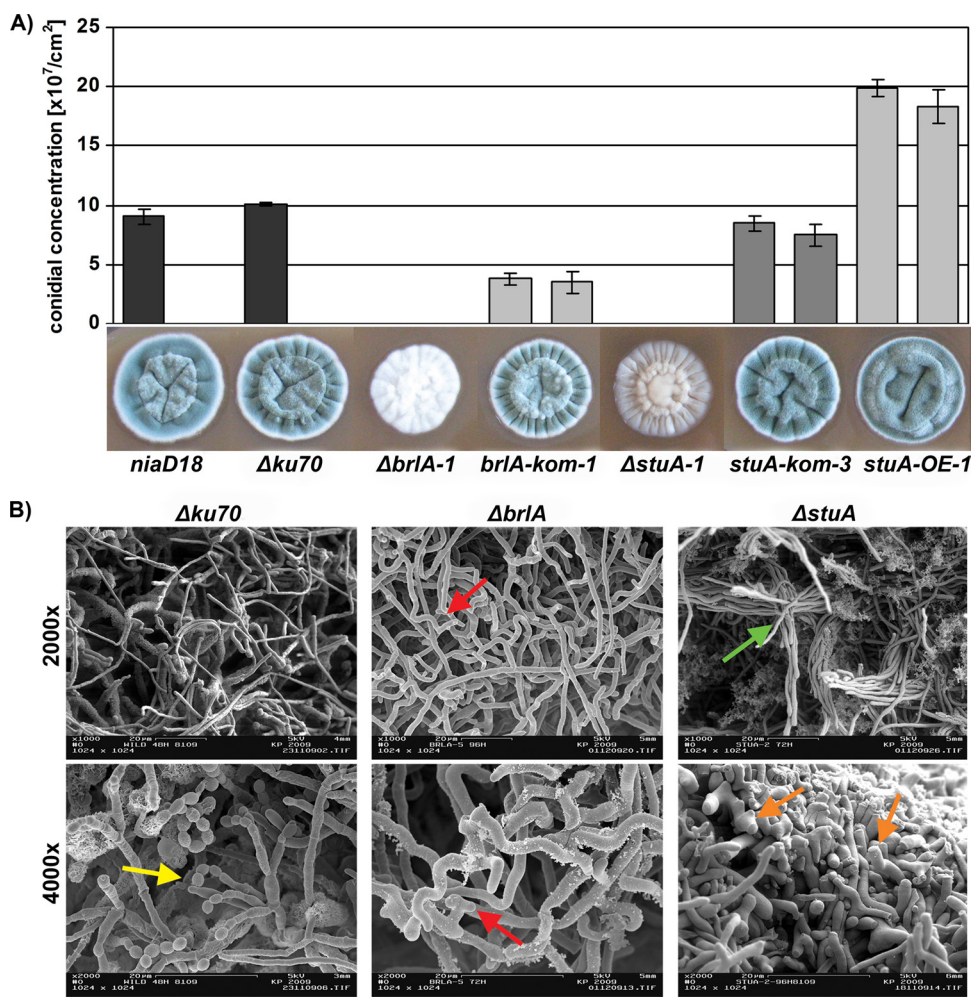 A)
conidial concentration [x10⁷/cm²]
25
20
15
10
5
0
niaD18 Δku70 ΔbrlA-1 brlA-kom-1 ΔstuA-1 stuA-kom-3 stuA-OE-1
B)
Δku70 ΔbrlA ΔstuA
2000x
x1000 20µm 5kV 4mm
#0 WILD 48H 8109 KP 2009
1024 x 1024 23110902.TIF
x1000 20µm 5kV 5mm
#0 BRLA-5 96H KP 2009
1024 x 1024 01120920.TIF
x1000 20µm 5kV 5mm
#0 STUA-2 72H KP 2009
1024 x 1024 01120926.TIF
4000x
x2000 20µm 5kV 3mm
#0 WILD 48H 8109 KP 2009
1024 x 1024 23110906.TIF
x2000 20µm 5kV 5mm
#0 BRLA-5 96H KP 2009
1024 x 1024 01120913.TIF
x2000 20µm 5kV 6mm
#0 STUA-2-96H8109 KP 2009
1024 x 1024 18110914.TIF